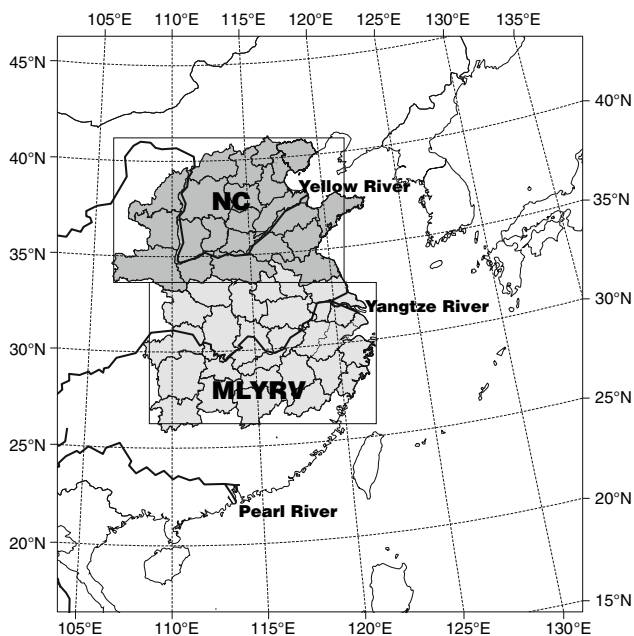 105°E 110°E 115°E 120°E 125°E 130°E 135°E
45°N
40°N
40°N
Yellow River
NC
35°N
35°N
30°N
Yangtze River
30°N
MLYRV
25°N
25°N
Pearl River
20°N
20°N
15°N
105°E 110°E 115°E 120°E 125°E 130°E